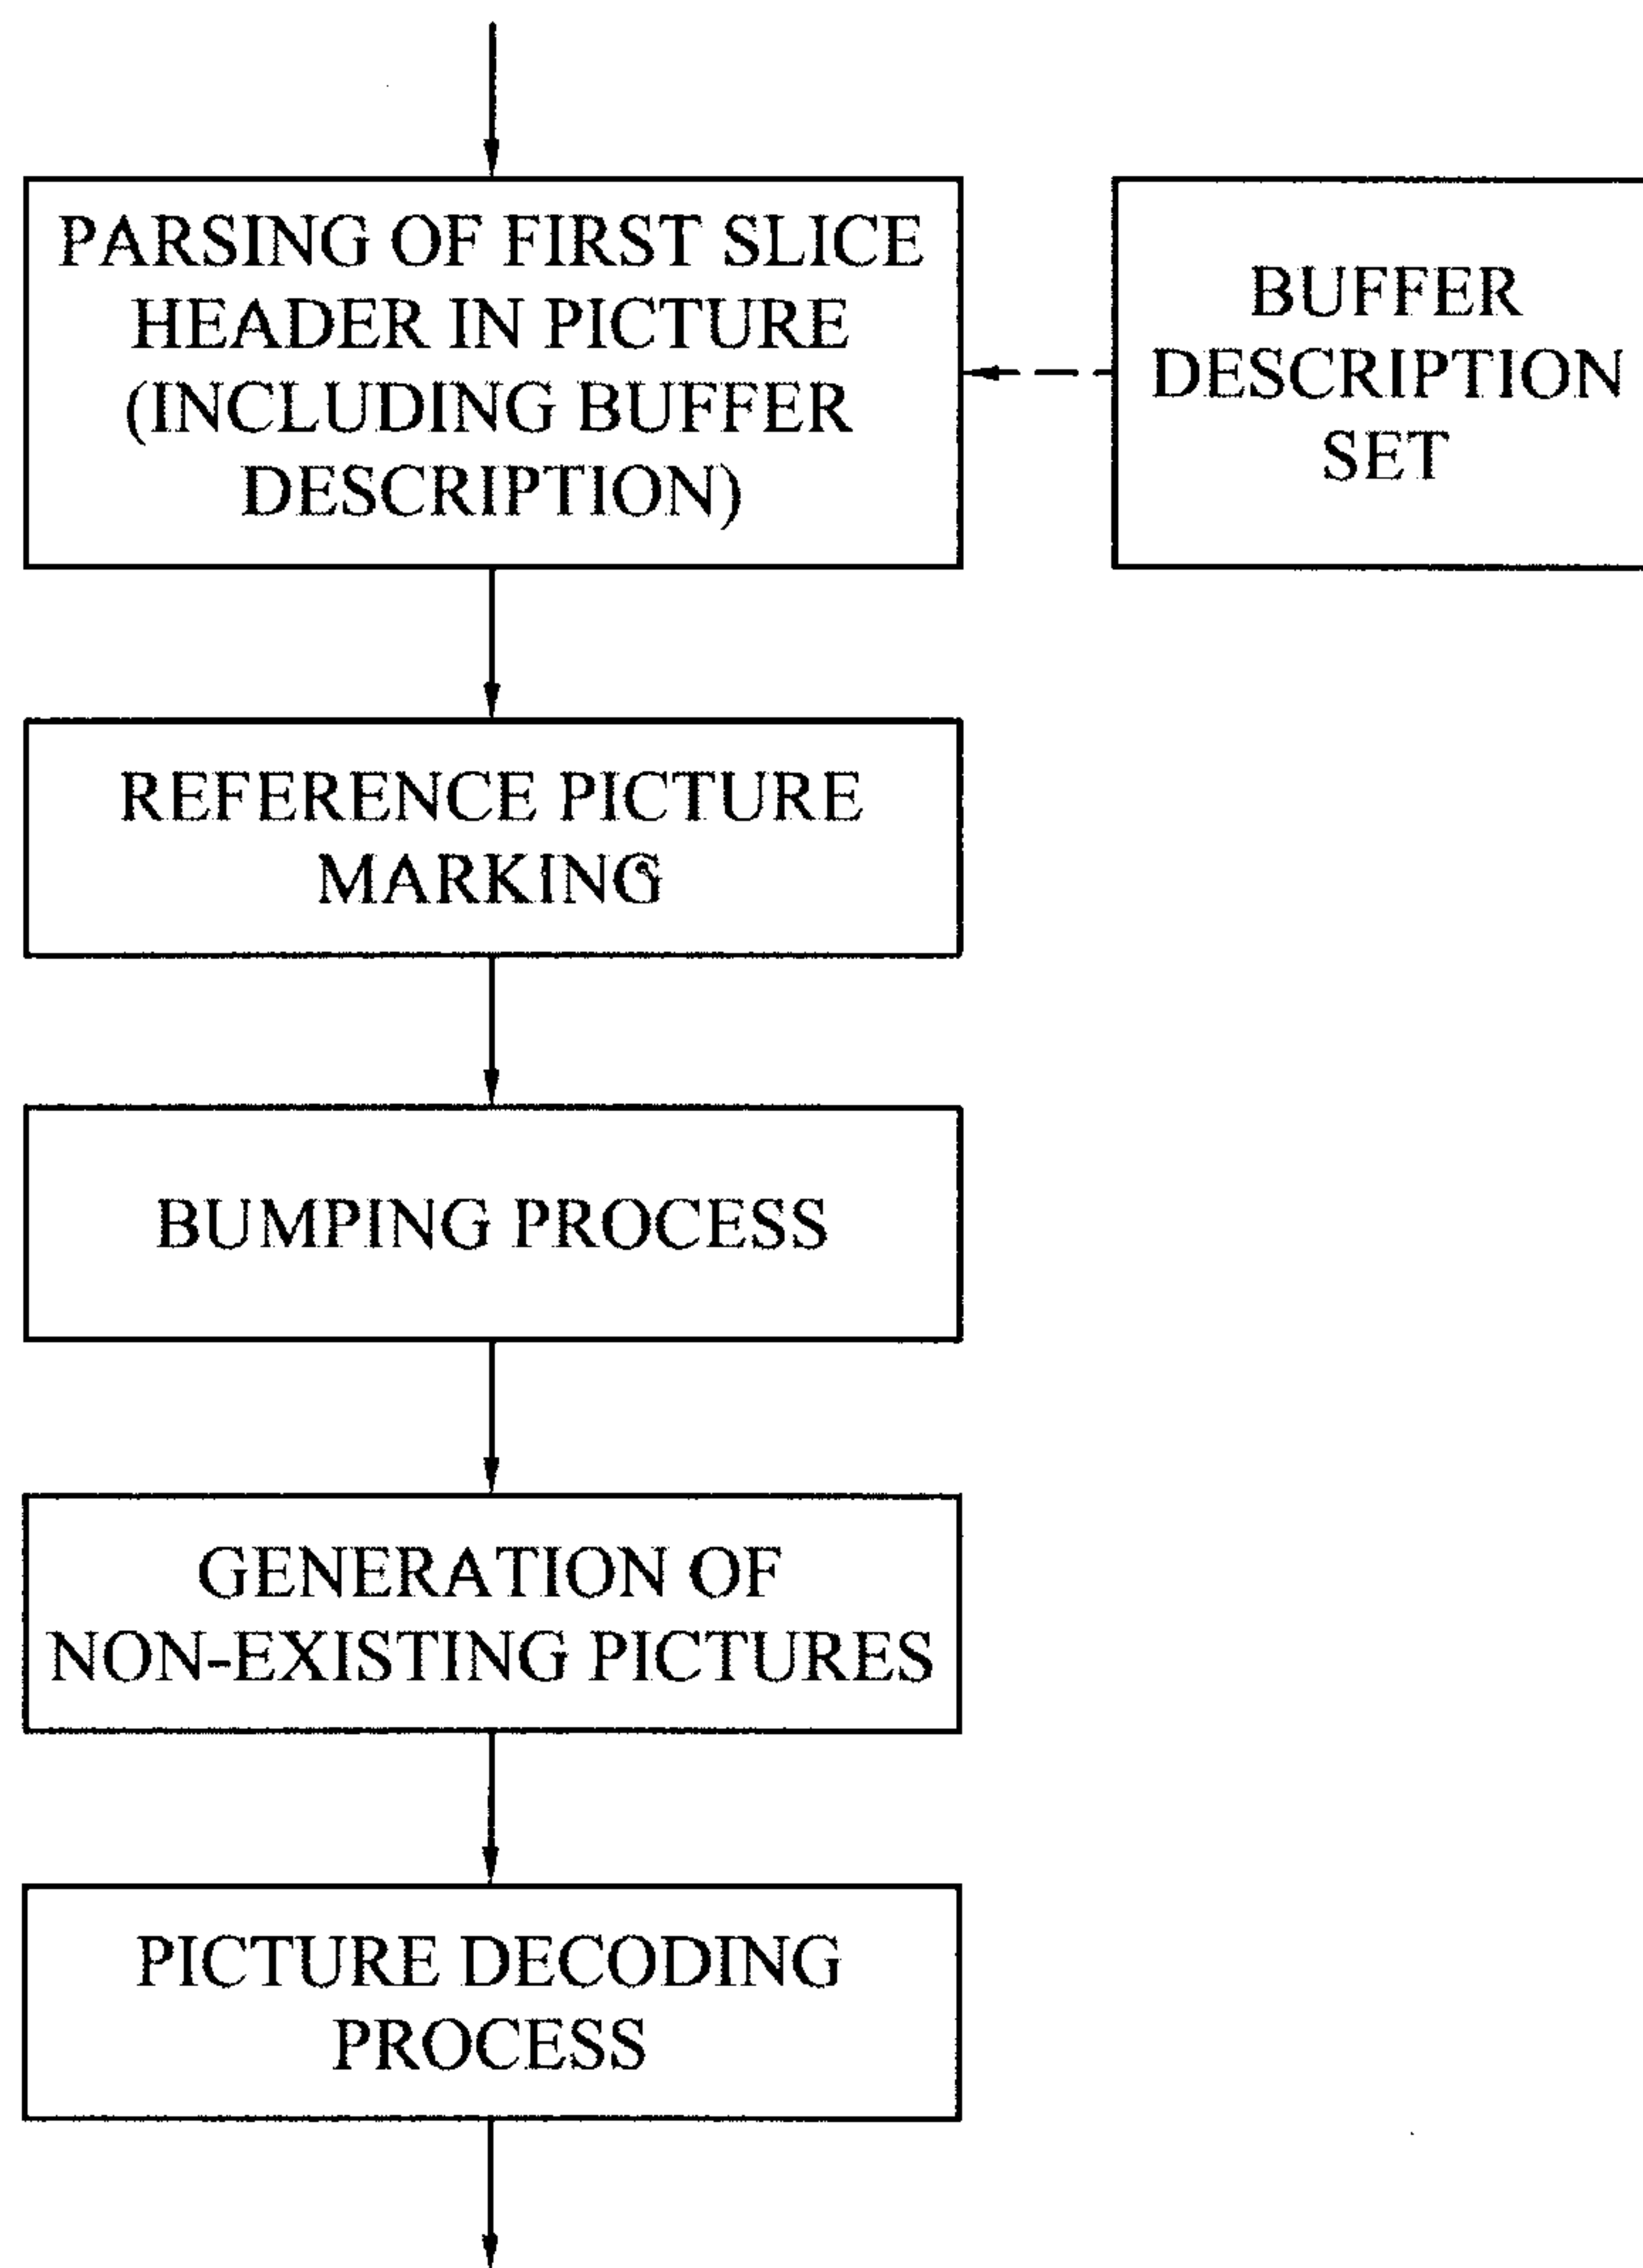 PARSING OF FIRST SLICE
HEADER IN PICTURE
(INCLUDING BUFFER
DESCRIPTION)
BUFFER
DESCRIPTION
SET
REFERENCE PICTURE
MARKING
BUMPING PROCESS
GENERATION OF
NON-EXISTING PICTURES
PICTURE DECODING
PROCESS